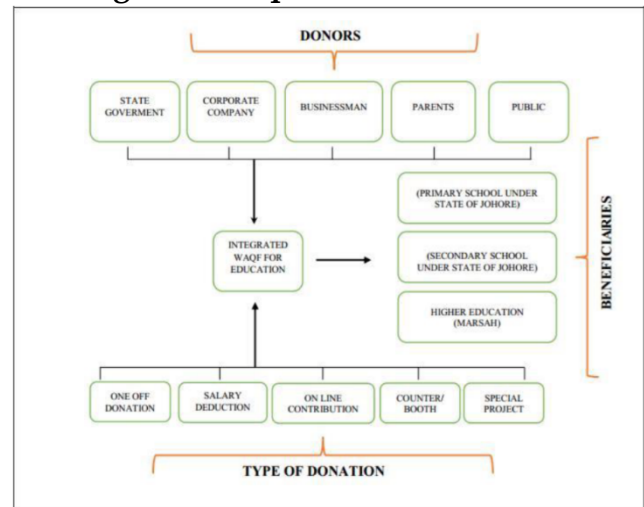 DONORS
STATE
GOVERMENT
CORPORATE
COMPANY
BUSINESSMAN
PARENTS
PUBLIC
(PRIMARY SCHOOL UNDER
STATE OF JOHORE)
INTEGRATED
WAQF FOR
EDUCATION
(SECONDARY SCHOOL
UNDER STATE OF JOHORE)
HIGHER EDUCATION
(MARSAH)
BENEFICIARIES
ONE OFF
DONATION
SALARY
DEDUCTION
ON LINE
CONTRIBUTION
COUNTER/
BOOTH
SPECIAL
PROJECT
TYPE OF DONATION